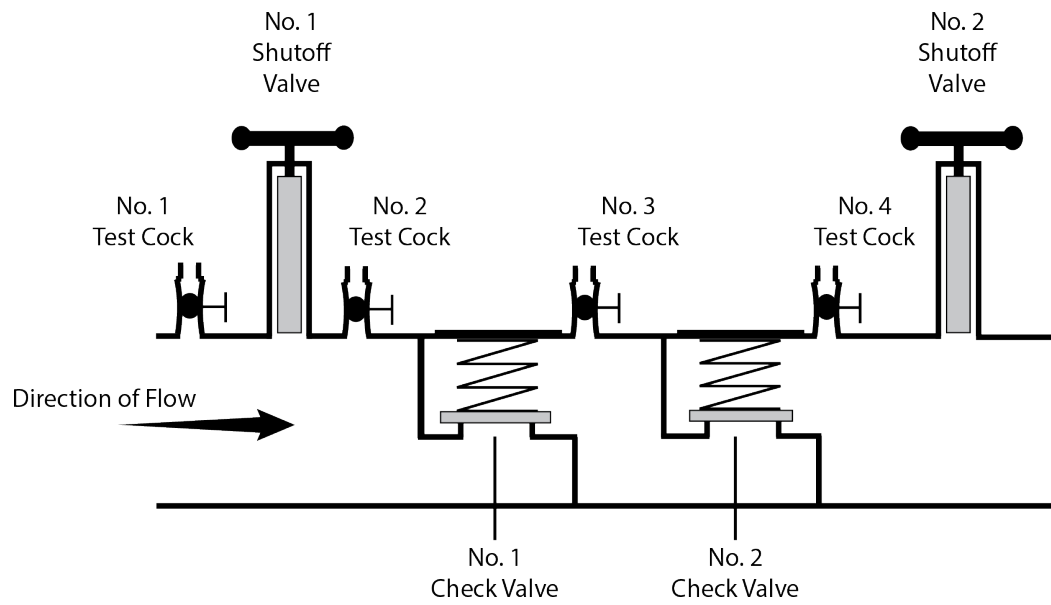 No. 1
Shutoff
Valve
No. 2
Shutoff
Valve
No. 1
Test Cock
No. 2
Test Cock
No. 3
Test Cock
No. 4
Test Cock
Direction of Flow
No. 1
Check Valve
No. 2
Check Valve